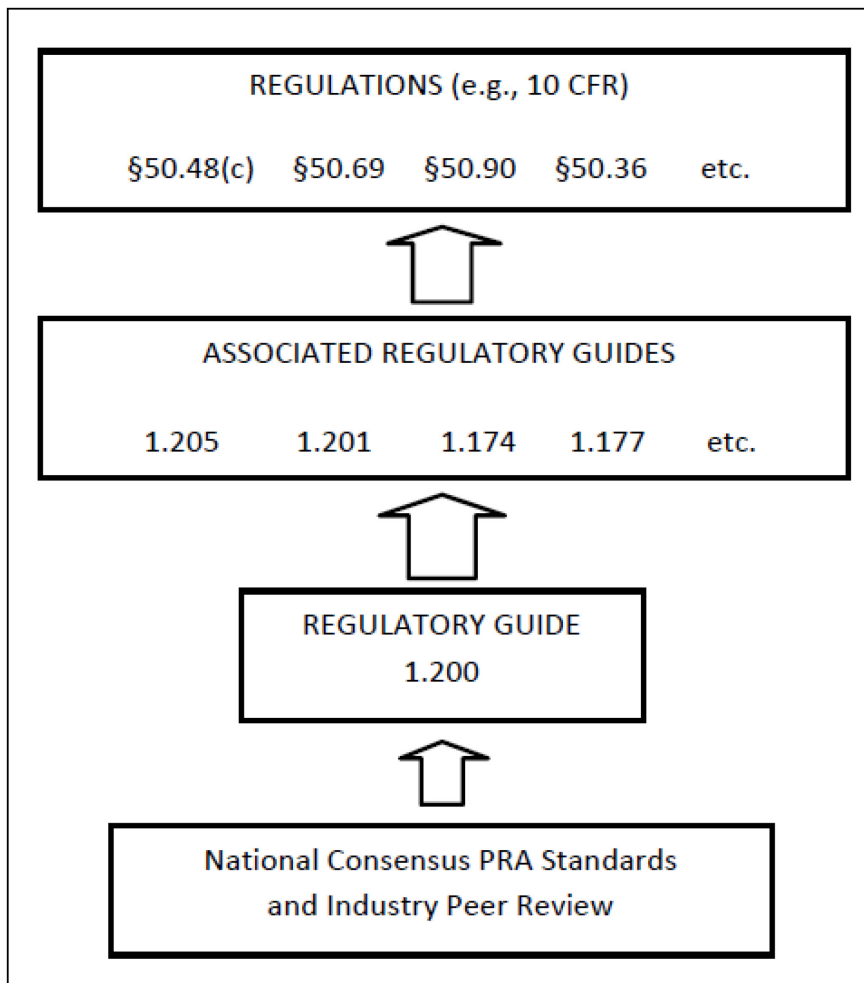 REGULATIONS (e.g., 10 CFR)
§50.48(c) §50.69 §50.90 §50.36 etc.
ASSOCIATED REGULATORY GUIDES
1.205 1.201 1.174 1.177 etc.
REGULATORY GUIDE
1.200
National Consensus PRA Standards
and Industry Peer Review